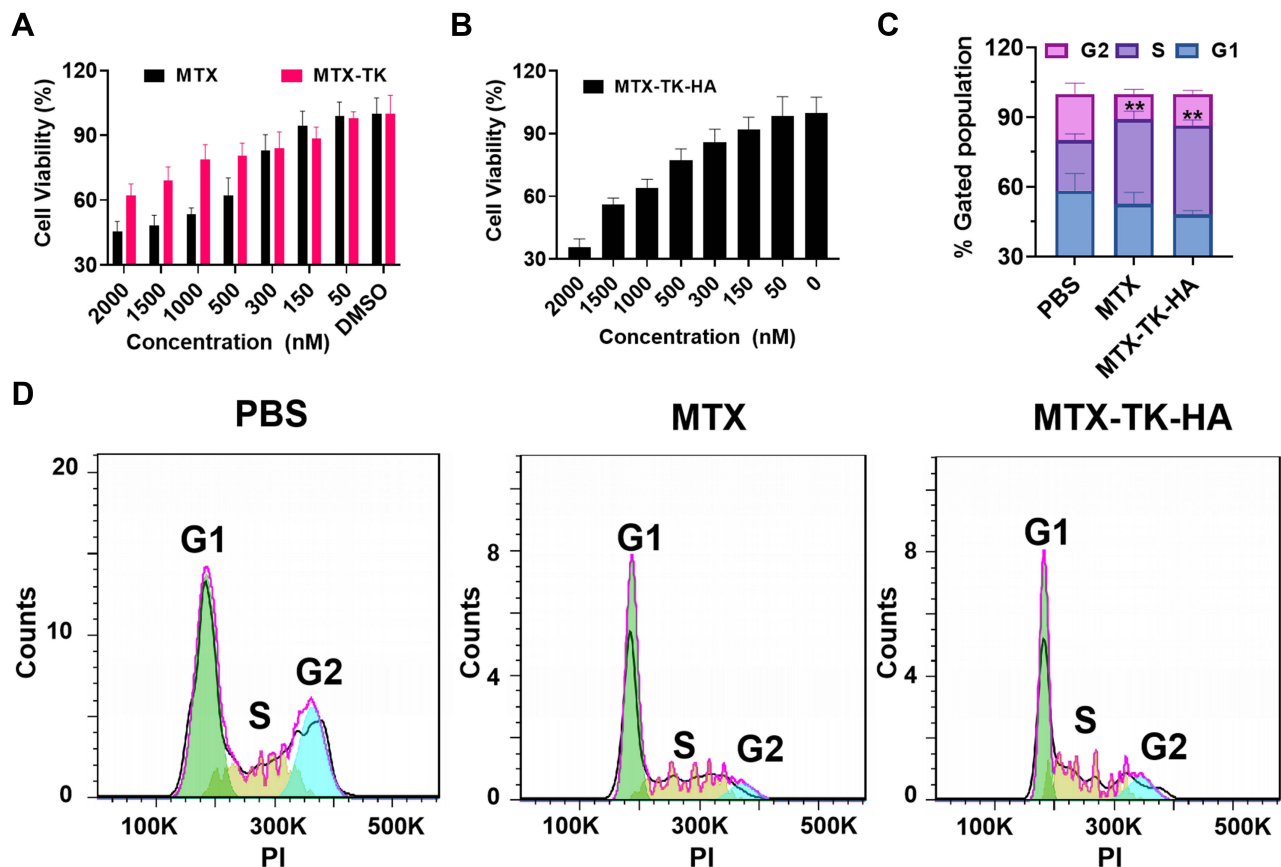 A
MTX
MTX-TK
Cell Viability (%)
120
90
60
30
2000
1500
1000
500
300
150
50
DMSO
Concentration (nM)
B
MTX-TK-HA
Cell Viability (%)
120
90
60
30
2000
1500
1000
500
300
150
50
0
Concentration (nM)
C
G2
S
G1
% Gated population
120
90
60
30
**
**
PBS
MTX
MTX-TK-HA
D
PBS
Counts
20
10
0
G1
S
G2
100K
300K
500K
PI
MTX
Counts
8
4
0
G1
S
G2
100K
300K
500K
PI
MTX-TK-HA
Counts
8
4
0
G1
S
G2
100K
300K
500K
PI